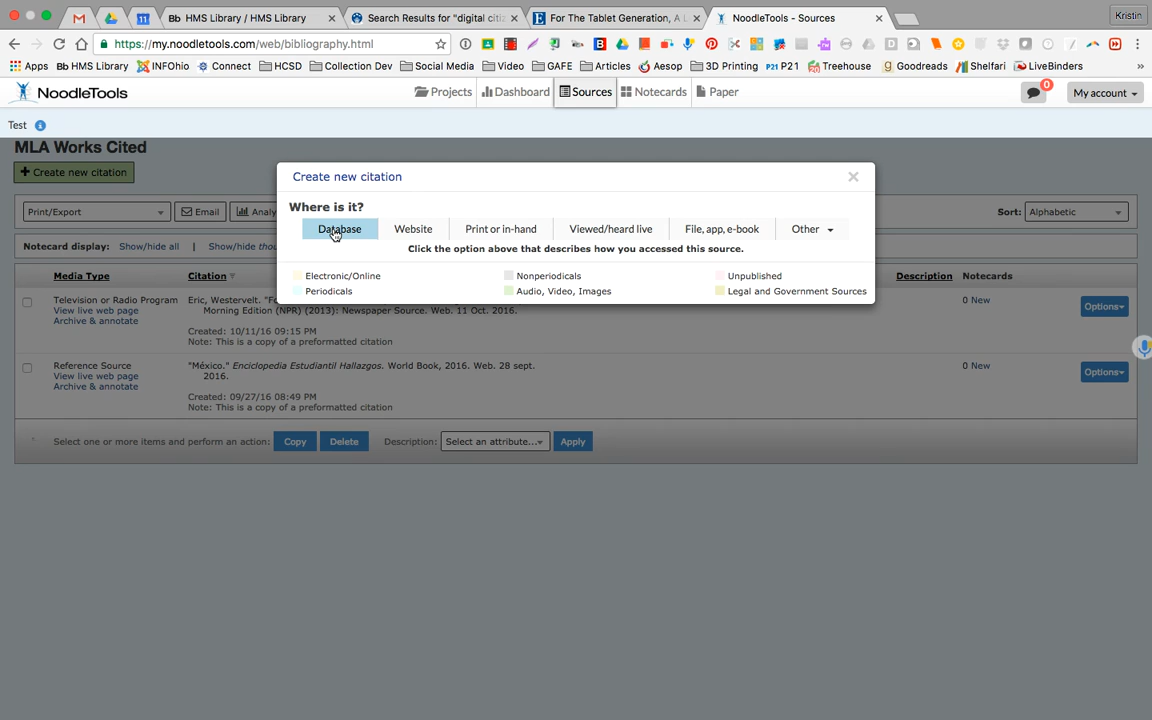 Bb HMS Library / HMS Library
Search Results for "digital citiz
For The Tablet Generation, A L
NoodleTools - Sources
Kristin
https://my.noodletools.com/web/bibliography.html
Apps
Bb HMS Library
INFOhio
Connect
HCSD
Collection Dev
Social Media
Video
GAFE
Articles
Aesop
3D Printing
P21 P21
Treehouse
Goodreads
Shelfari
LiveBinders
»
NoodleTools
Projects
Dashboard
Sources
Notecards
Paper
0
My account
Test
MLA Works Cited
+ Create new citation
Create new citation
Where is it?
Database
Website
Print or in-hand
Viewed/heard live
File, app, e-book
Other
Click the option above that describes how you accessed this source.
Electronic/Online
Nonperiodicals
Unpublished
Periodicals
Audio, Video, Images
Legal and Government Sources
Print/Export
Email
Analy
Sort: Alphabetic
Notecard display: Show/hide all | Show/hide thou
Media Type
Citation
Description
Notecards
Television or Radio Program
View live web page
Archive & annotate
Eric, Westervelt. "Fo
Morning Edition (NPR) (2013): Newspaper Source. Web. 11 Oct. 2016.
Created: 10/11/16 09:15 PM
Note: This is a copy of a preformatted citation
0 New
Options
Reference Source
View live web page
Archive & annotate
"México." Enciclopedia Estudiantil Hallazgos. World Book, 2016. Web. 28 sept.
2016.
Created: 09/27/16 08:49 PM
Note: This is a copy of a preformatted citation
0 New
Options
Select one or more items and perform an action:
Copy
Delete
Description:
Select an attribute...
Apply